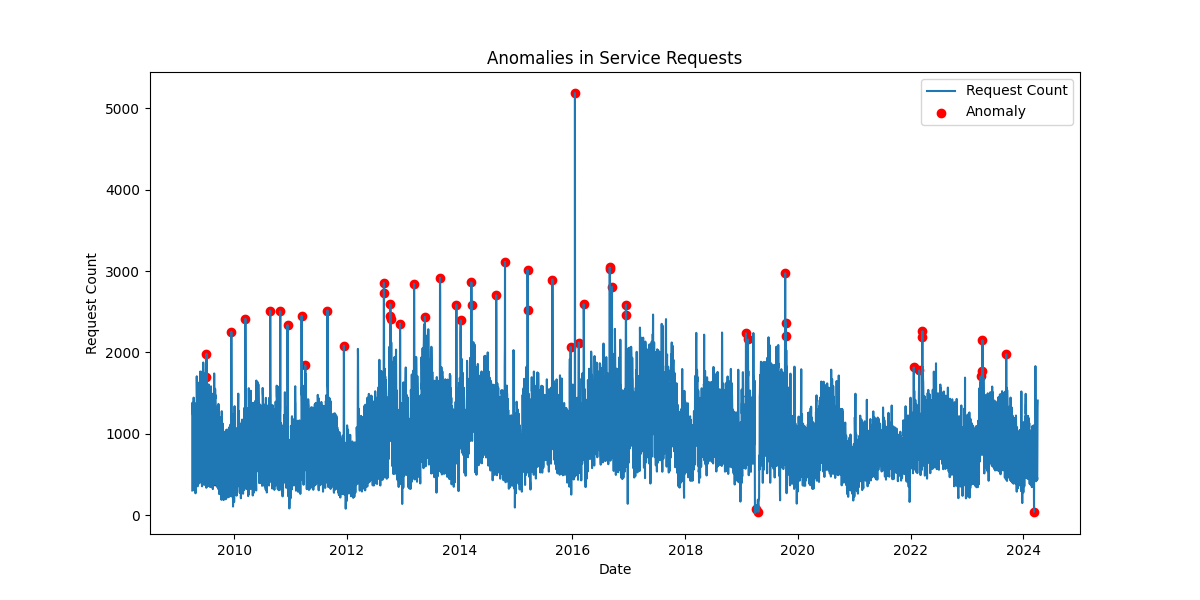 Anomalies in Service Requests
Request Count
Anomaly
5000
4000
3000
2000
1000
0
Request Count
2010 2012 2014 2016 2018 2020 2022 2024
Date